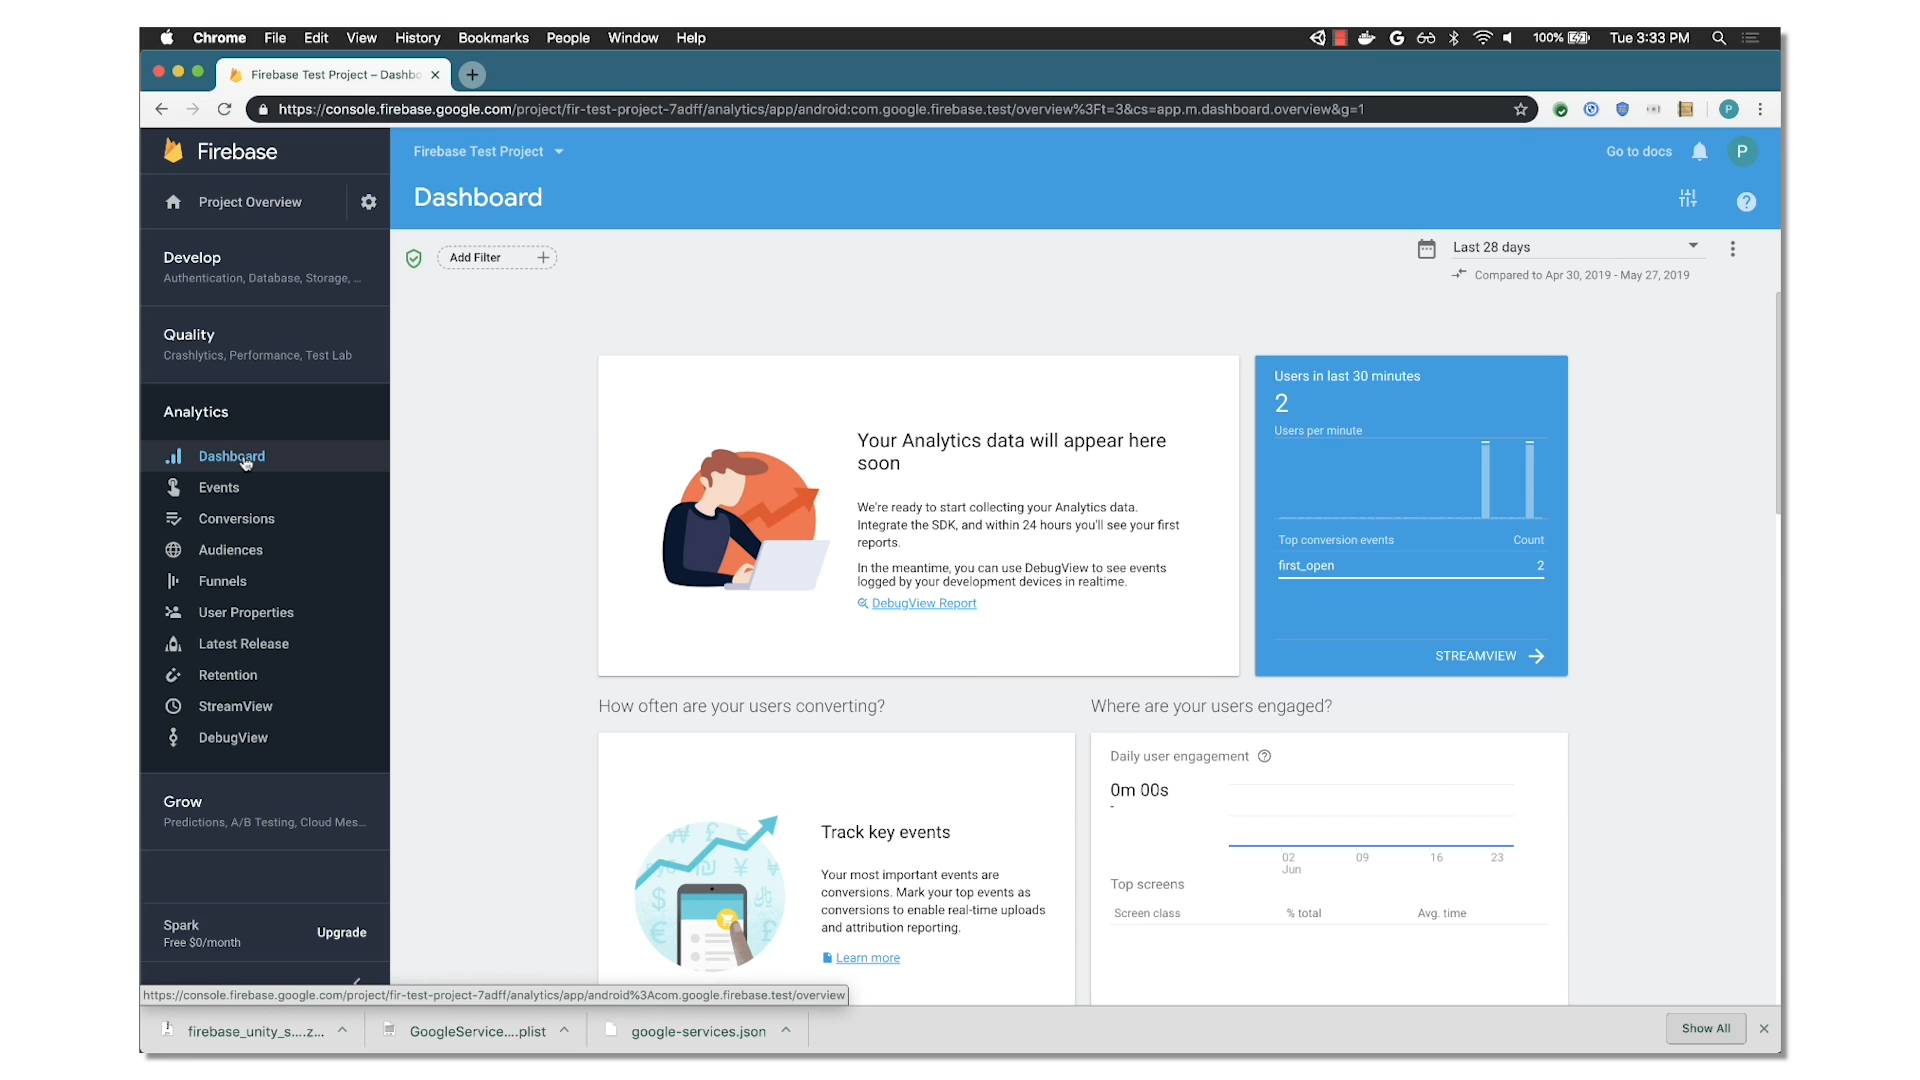 Chrome File Edit View History Bookmarks People Window Help 100% Tue 3:33 PM
Firebase Test Project – Dashbo
https://console.firebase.google.com/project/fir-test-project-7adff/analytics/app/android:com.google.firebase.test/overview%3Ft=3&cs=app.m.dashboard.overview&g=1 P
Firebase
Project Overview
Develop
Authentication, Database, Storage, ...
Quality
Crashlytics, Performance, Test Lab
Analytics
Dashboard
Events
Conversions
Audiences
Funnels
User Properties
Latest Release
Retention
StreamView
DebugView
Grow
Predictions, A/B Testing, Cloud Mes...
Spark
Free $0/month
Upgrade
Firebase Test Project
Go to docs P
Dashboard
Add Filter
Last 28 days
Compared to Apr 30, 2019 - May 27, 2019
Your Analytics data will appear here
soon
We're ready to start collecting your Analytics data.
Integrate the SDK, and within 24 hours you'll see your first
reports.
In the meantime, you can use DebugView to see events
logged by your development devices in realtime.
DebugView Report
Users in last 30 minutes
2
Users per minute
Top conversion events Count
first_open 2
STREAMVIEW
How often are your users converting?
Track key events
Your most important events are
conversions. Mark your top events as
conversions to enable real-time uploads
and attribution reporting.
Learn more
Where are your users engaged?
Daily user engagement
0m 00s
-
02 09 16 23
Jun
Top screens
Screen class % total Avg. time
https://console.firebase.google.com/project/fir-test-project-7adff/analytics/app/android%3Acom.google.firebase.test/overview
firebase_unity_s....z... GoogleService....plist google-services.json Show All